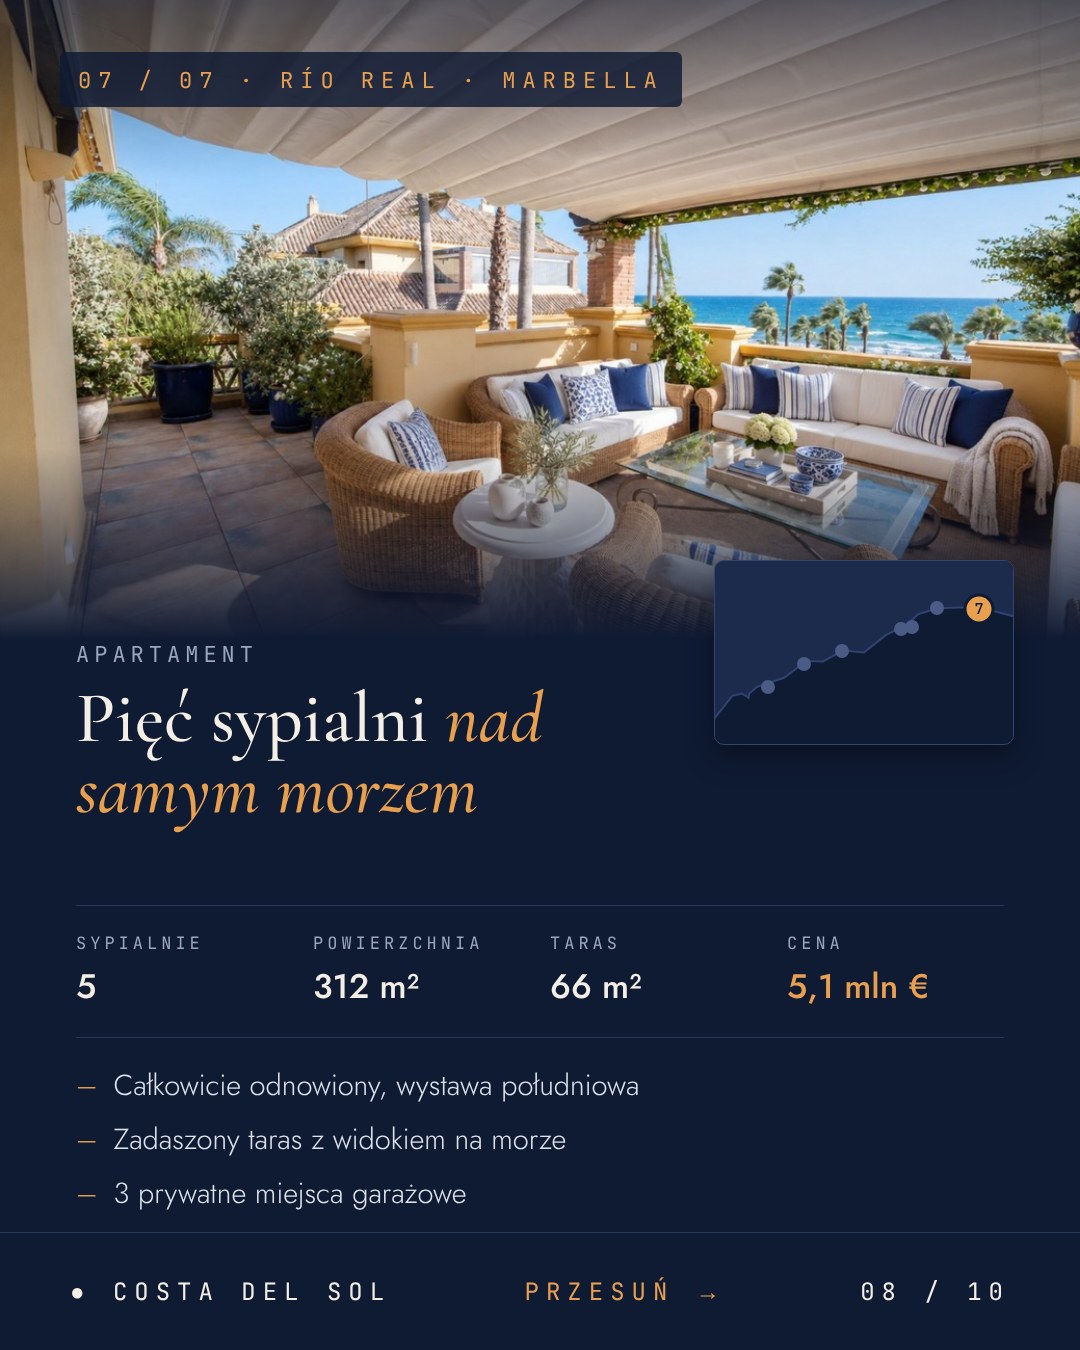 07 / 07 · RÍO REAL · MARBELLA
7
APARTAMENT
Pięć sypialni nad
samym morzem
SYPIALNIE POWIERZCHNIA TARAS CENA
5 312 m² 66 m² 5,1 mln €
— Całkowicie odnowiony, wystawa południowa
— Zadaszony taras z widokiem na morze
— 3 prywatne miejsca garażowe
• COSTA DEL SOL PRZESUŃ → 08 / 10